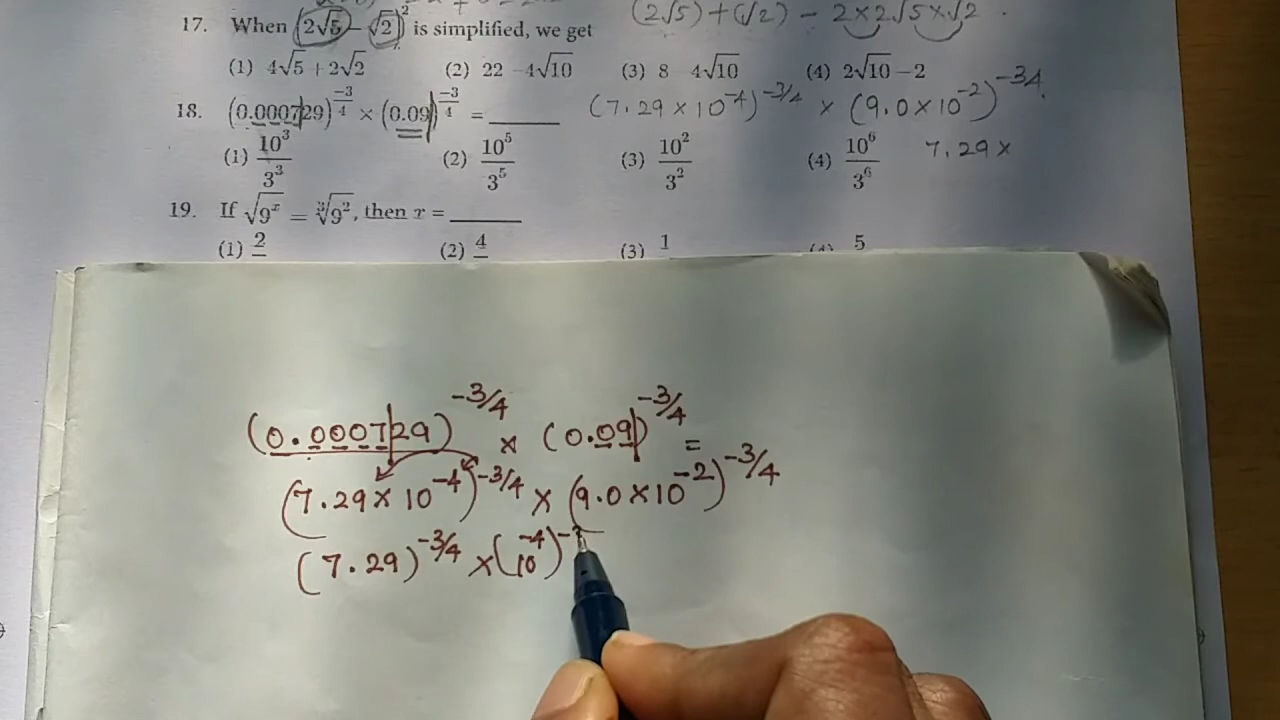 17. When (2√5 − √2)² is simplified, we get (2√5) + (√2) − 2×2√5×√2 .
(1) 4√5 + 2√2 (2) 22 − 4√10 (3) 8 − 4√10 (4) 2√10 − 2
18. (0.000729)^(-3/4) × (0.09)^(-3/4) = ______ (7.29 × 10^-4)^-3/4 × (9.0 × 10^-2)^-34.
(1) 10³/3³ (2) 10⁵/3⁵ (3) 10²/3² (4) 10⁶/3⁶ 7.29 ×
19. If √9ˣ = ∛9², then x = ______
(1) 2 (2) 4 (3) 1 (4) 5
(0.000729)^-3/4 × (0.09)^-3/4 =
(7.29 × 10^-4)^-3/4 × (9.0 × 10^-2)^-3/4
(7.29)^-3/4 × (10^-4)^-